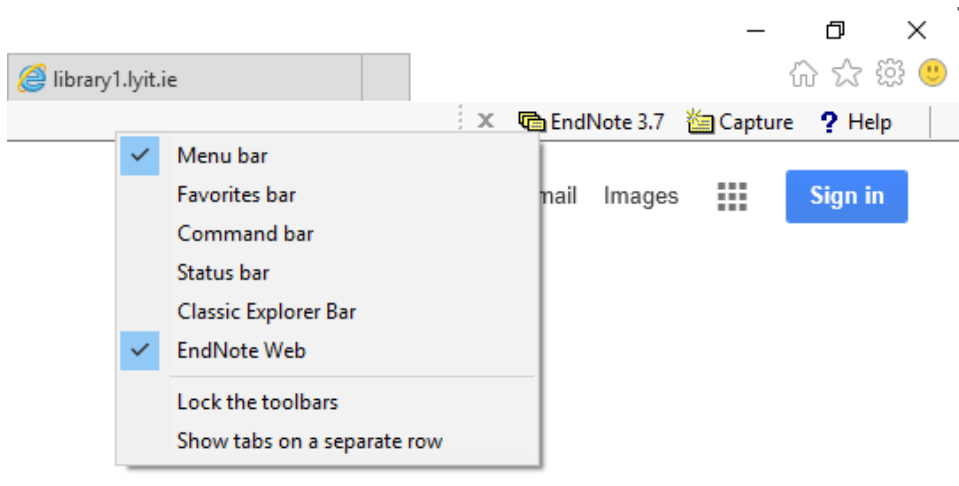 library1.lyit.ie
EndNote 3.7 Capture ? Help
Menu bar
Favorites bar
Command bar
Status bar
Classic Explorer Bar
EndNote Web
Lock the toolbars
Show tabs on a separate row
mail Images Sign in